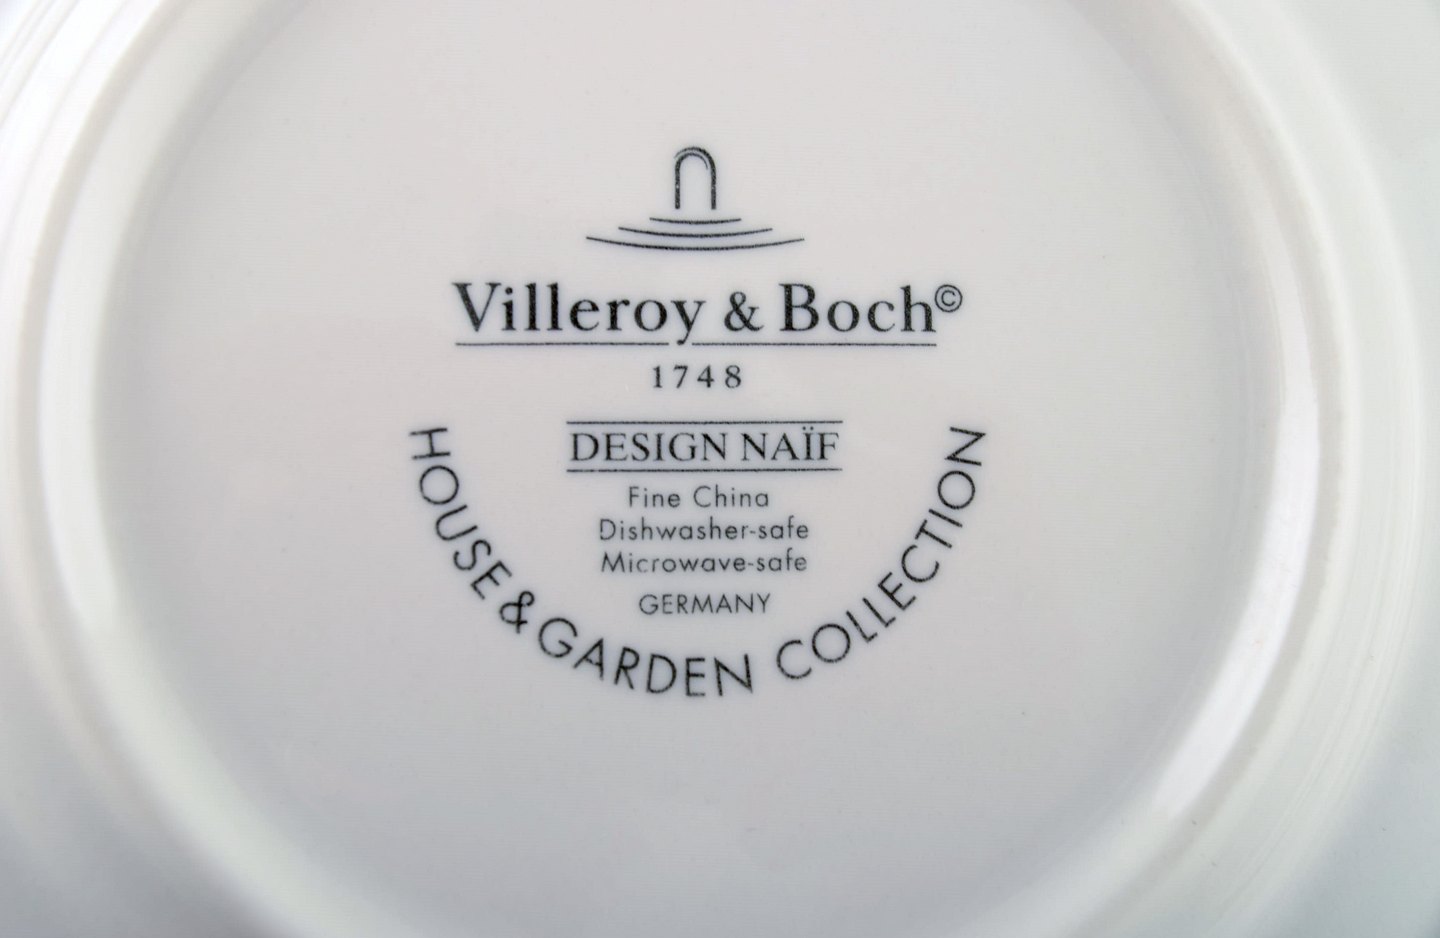 Villeroy & Boch©
1748
DESIGN NAÏF
Fine China
Dishwasher-safe
Microwave-safe
GERMANY
HOUSE & GARDEN COLLECTION